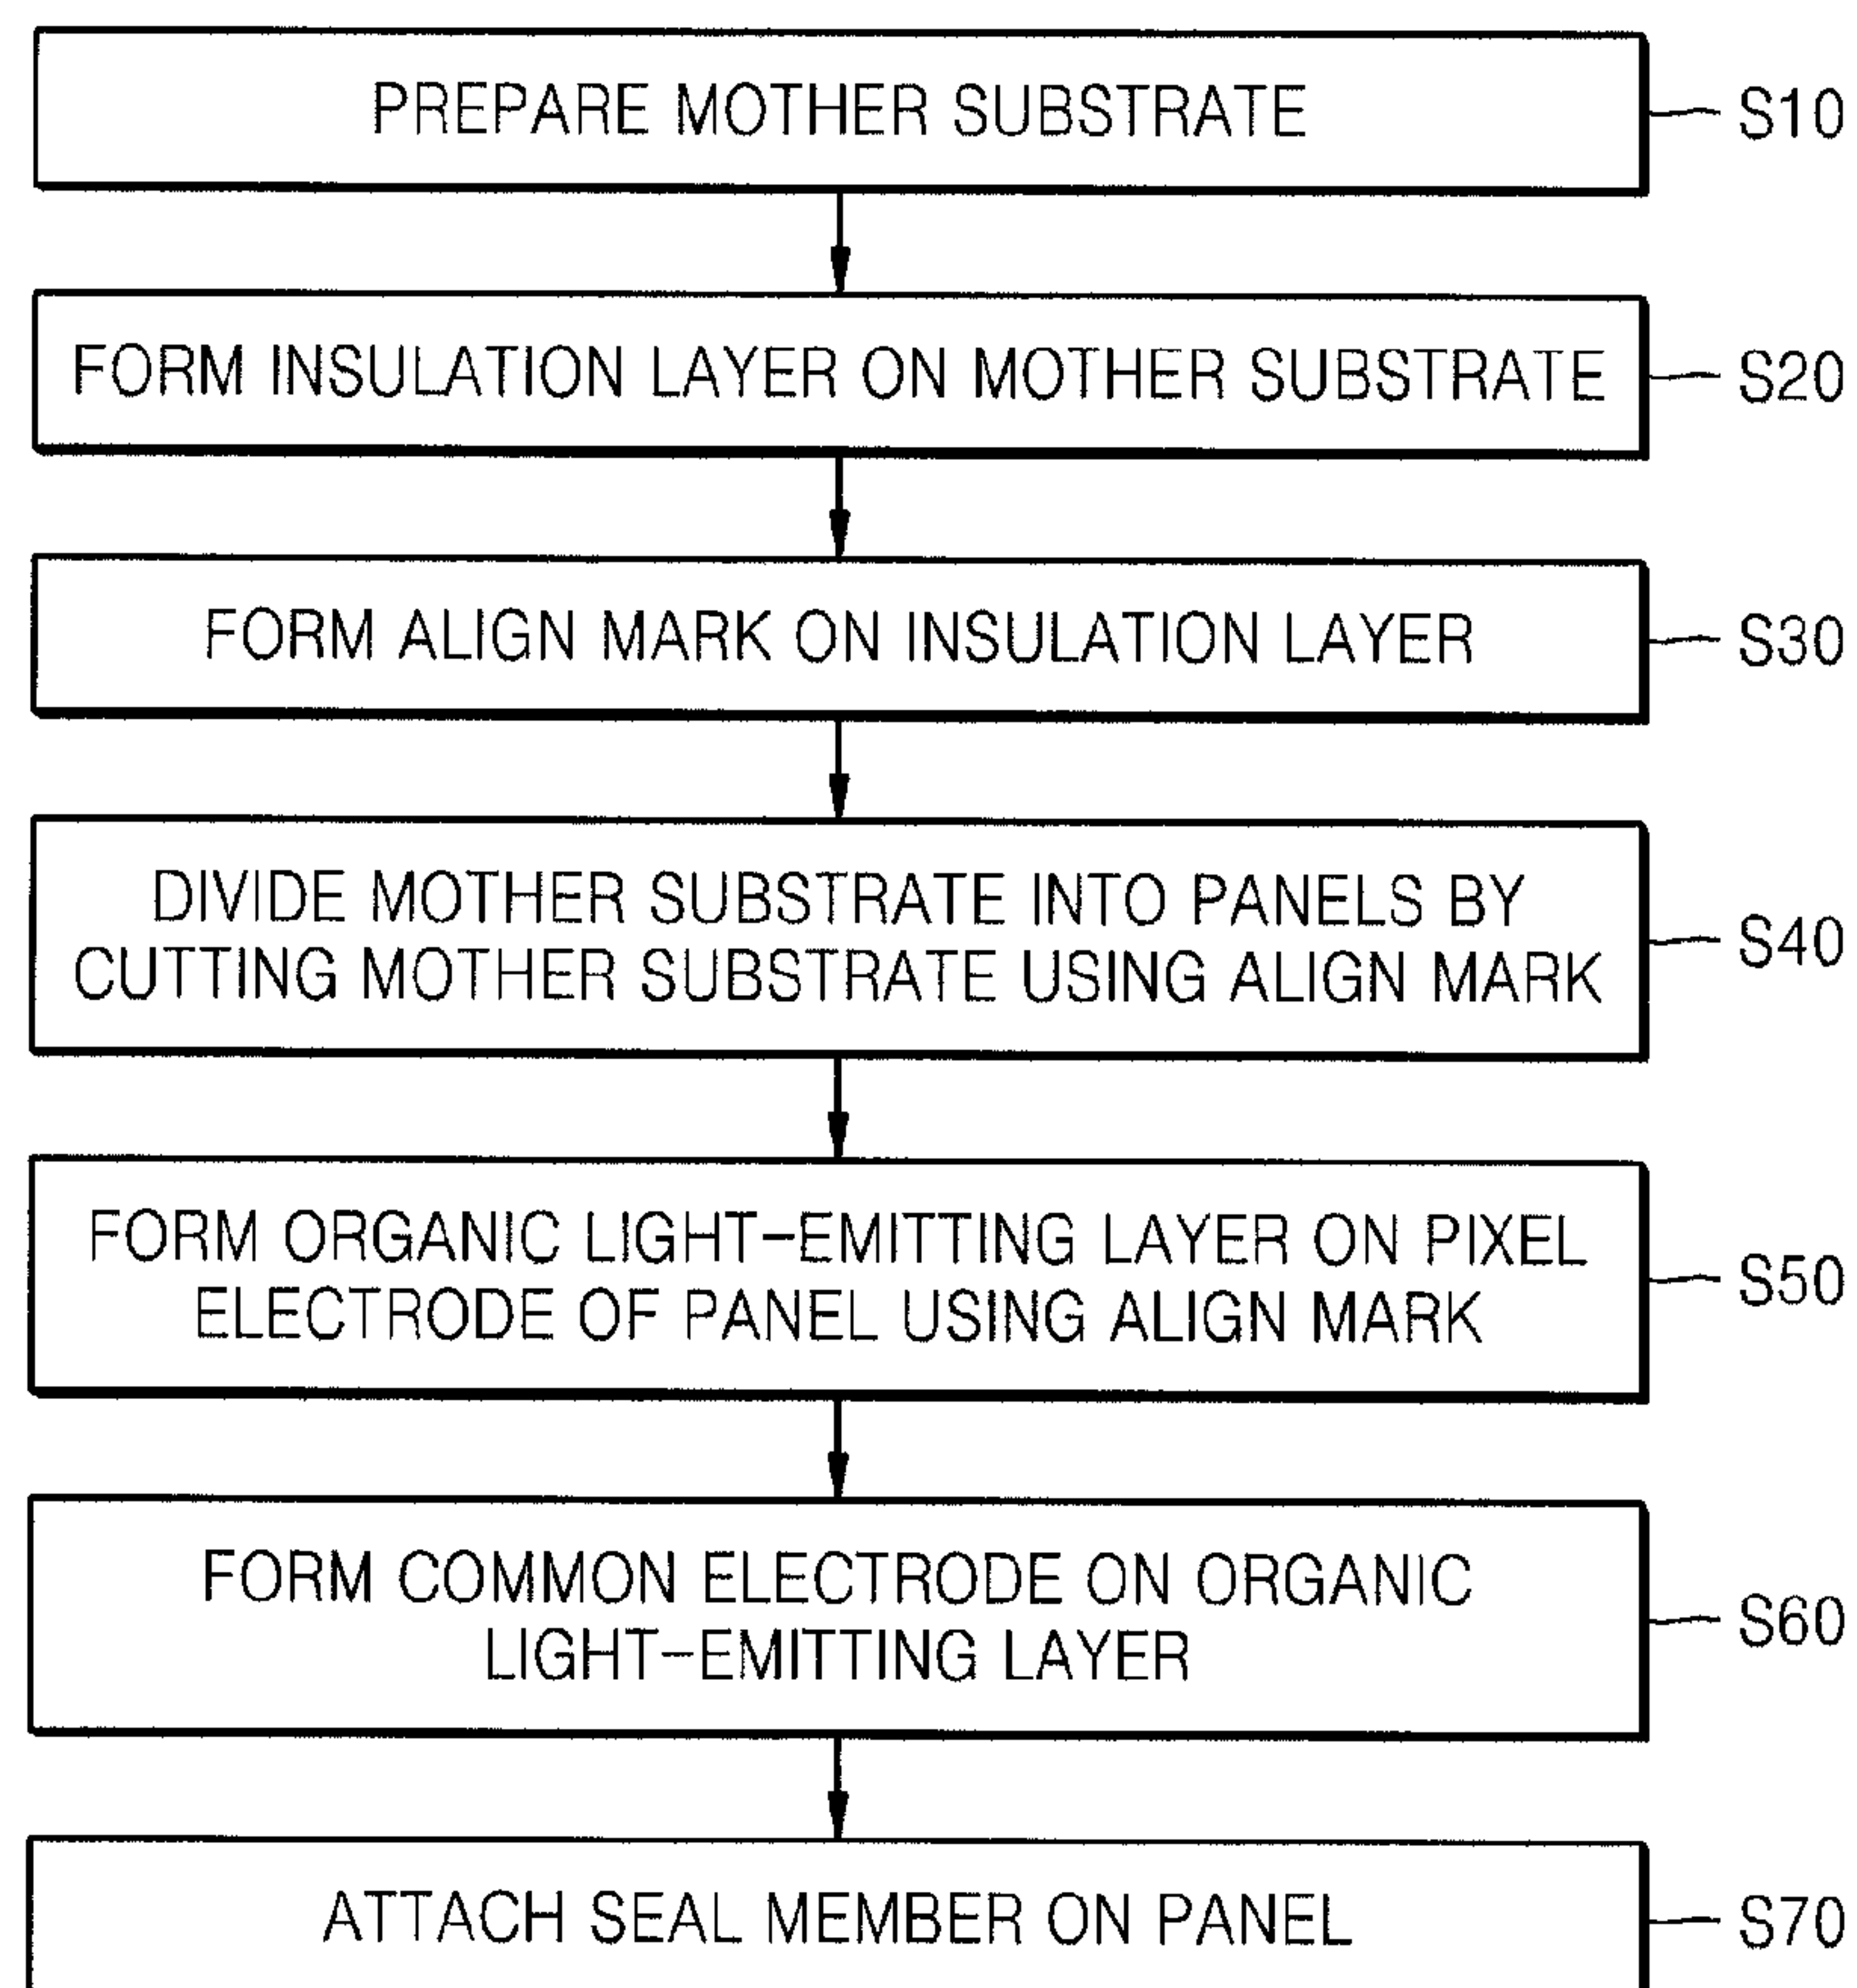 PREPARE MOTHER SUBSTRATE
S10
FORM INSULATION LAYER ON MOTHER SUBSTRATE
S20
FORM ALIGN MARK ON INSULATION LAYER
S30
DIVIDE MOTHER SUBSTRATE INTO PANELS BY
CUTTING MOTHER SUBSTRATE USING ALIGN MARK
S40
FORM ORGANIC LIGHT-EMITTING LAYER ON PIXEL
ELECTRODE OF PANEL USING ALIGN MARK
S50
FORM COMMON ELECTRODE ON ORGANIC
LIGHT-EMITTING LAYER
S60
ATTACH SEAL MEMBER ON PANEL
S70